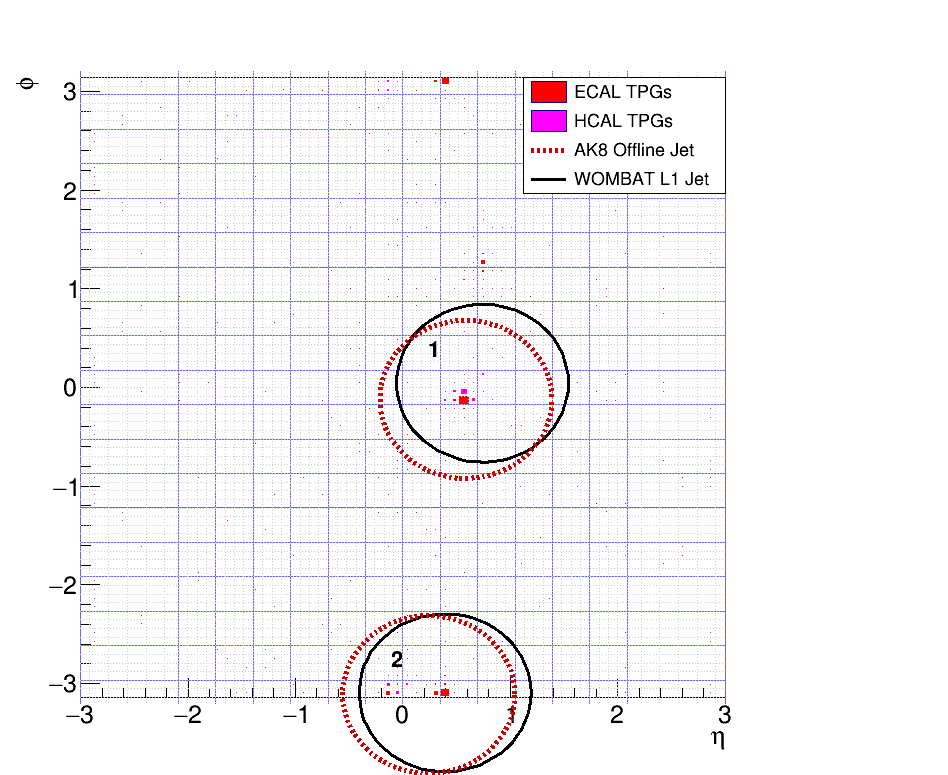 ϕ
3
ECAL TPGs
HCAL TPGs
AK8 Offline Jet
WOMBAT L1 Jet
2
1
1
0
−1
−2
2
−3
−3 −2 −1 0 1 2 3
η